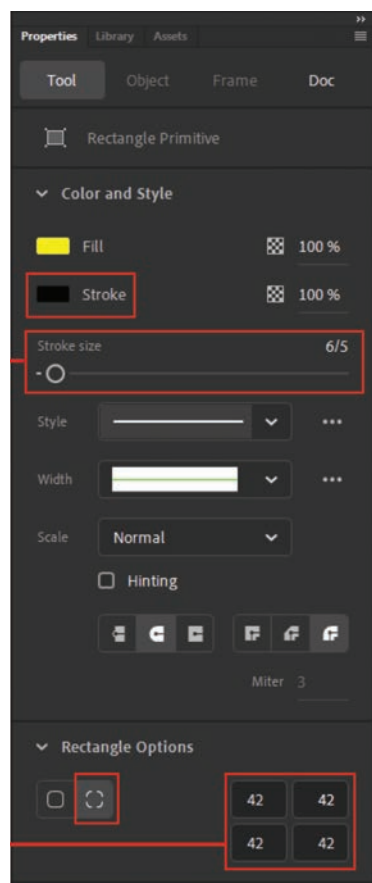 Properties Library Assets
Tool Object Frame Doc
Rectangle Primitive
Color and Style
Fill 100 %
Stroke 100 %
Stroke size 6/5
Style
Width
Scale Normal
Hinting
Miter 3
Rectangle Options
42 42
42 42